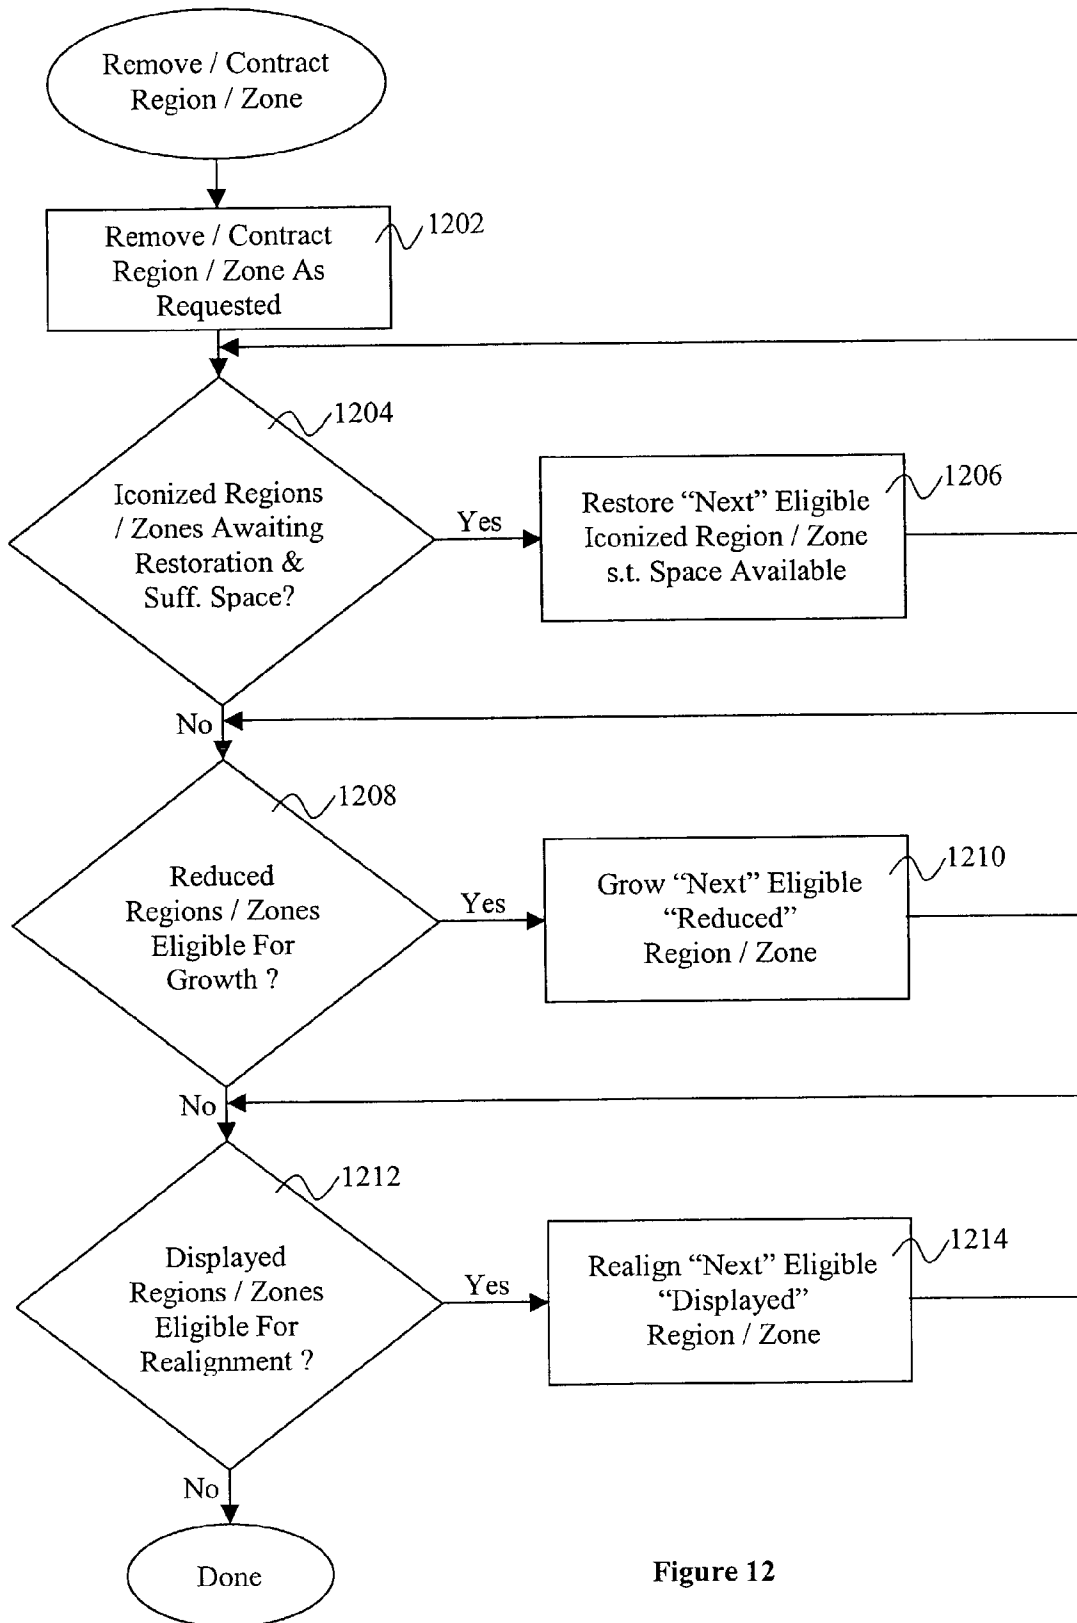 Remove / Contract
Region / Zone
Remove / Contract
Region / Zone As
Requested
1202
1204
Iconized Regions
/ Zones Awaiting
Restoration &
Suff. Space?
Yes
Restore “Next” Eligible
Iconized Region / Zone
s.t. Space Available
1206
No
1208
Reduced
Regions / Zones
Eligible For
Growth ?
Yes
Grow “Next” Eligible
“Reduced”
Region / Zone
1210
No
1212
Displayed
Regions / Zones
Eligible For
Realignment ?
Yes
Realign “Next” Eligible
“Displayed”
Region / Zone
1214
No
Done
Figure 12